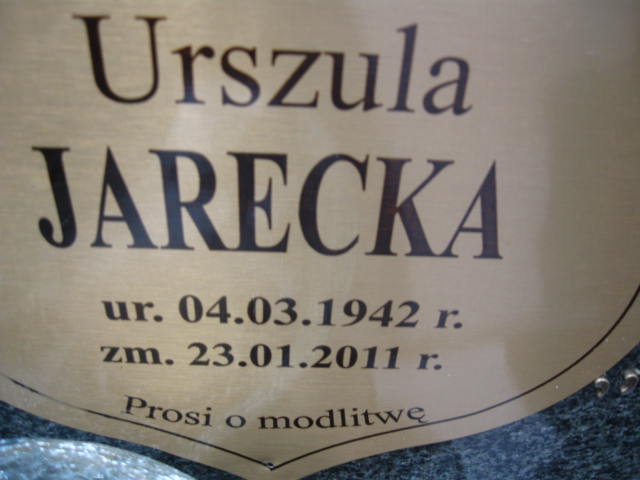 Urszula
JARECKA
ur. 04.03.1942 r.
zm. 23.01.2011 r.
Prosi o modlitwę